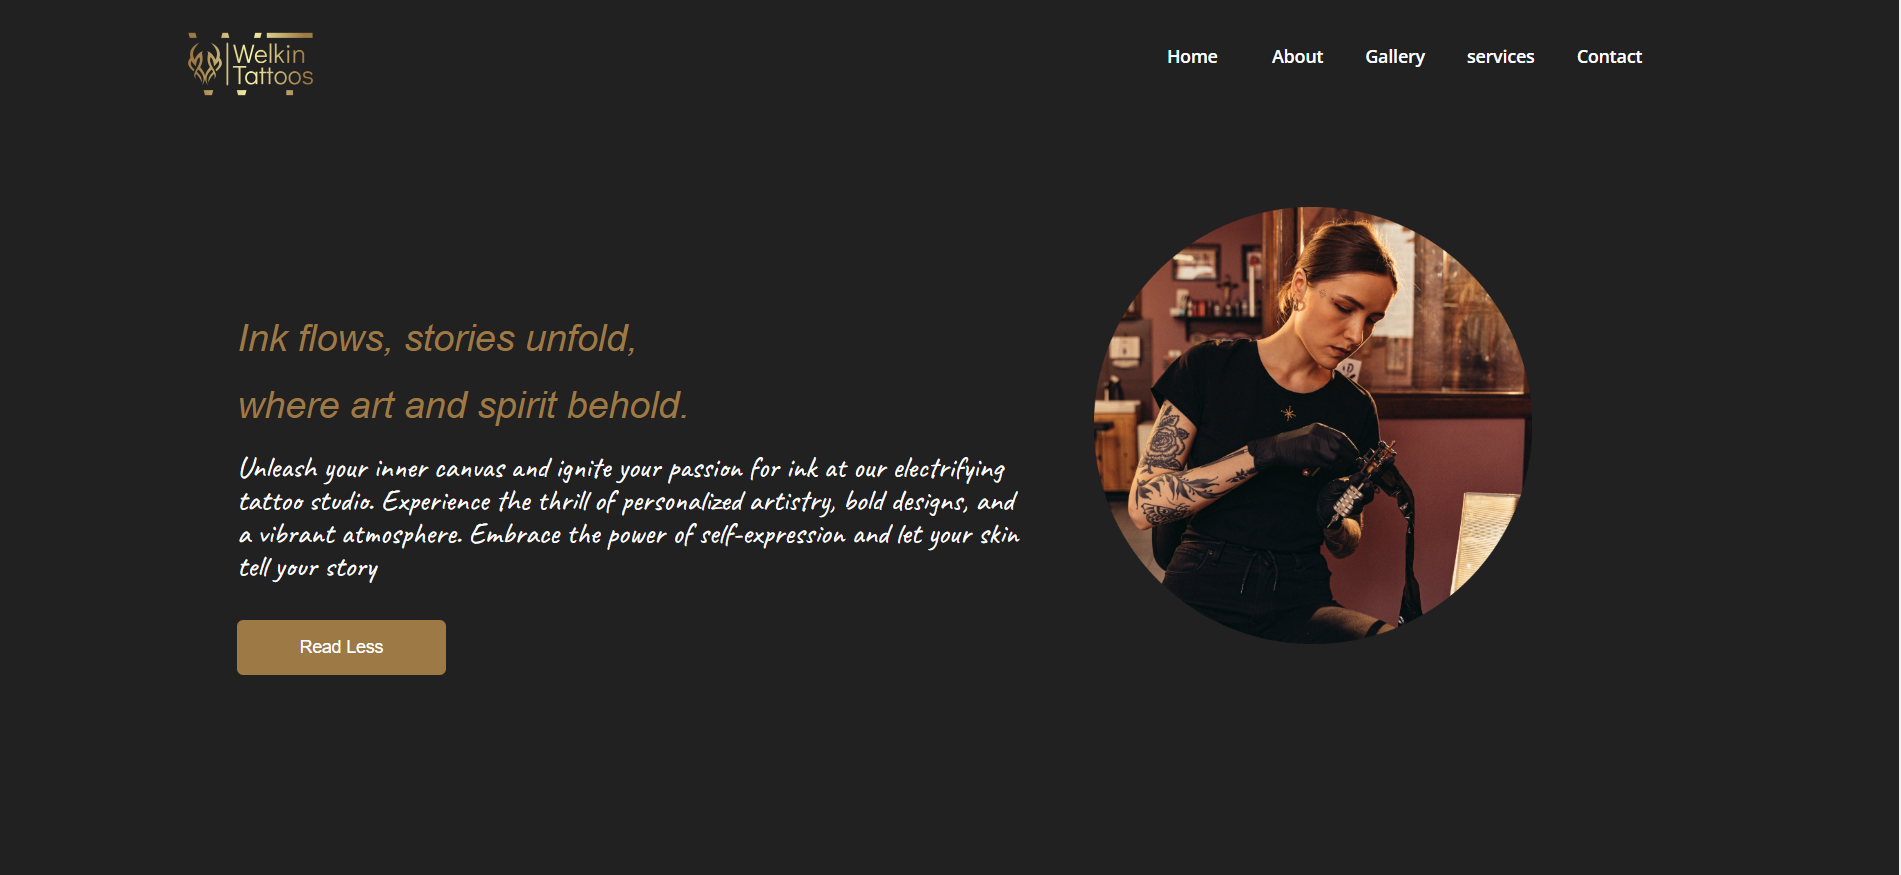 Welkin
Tattoos
Home About Gallery services Contact
Ink flows, stories unfold,
where art and spirit behold.
Unleash your inner canvas and ignite your passion for ink at our electrifying
tattoo studio. Experience the thrill of personalized artistry, bold designs, and
a vibrant atmosphere. Embrace the power of self-expression and let your skin
tell your story
Read Less